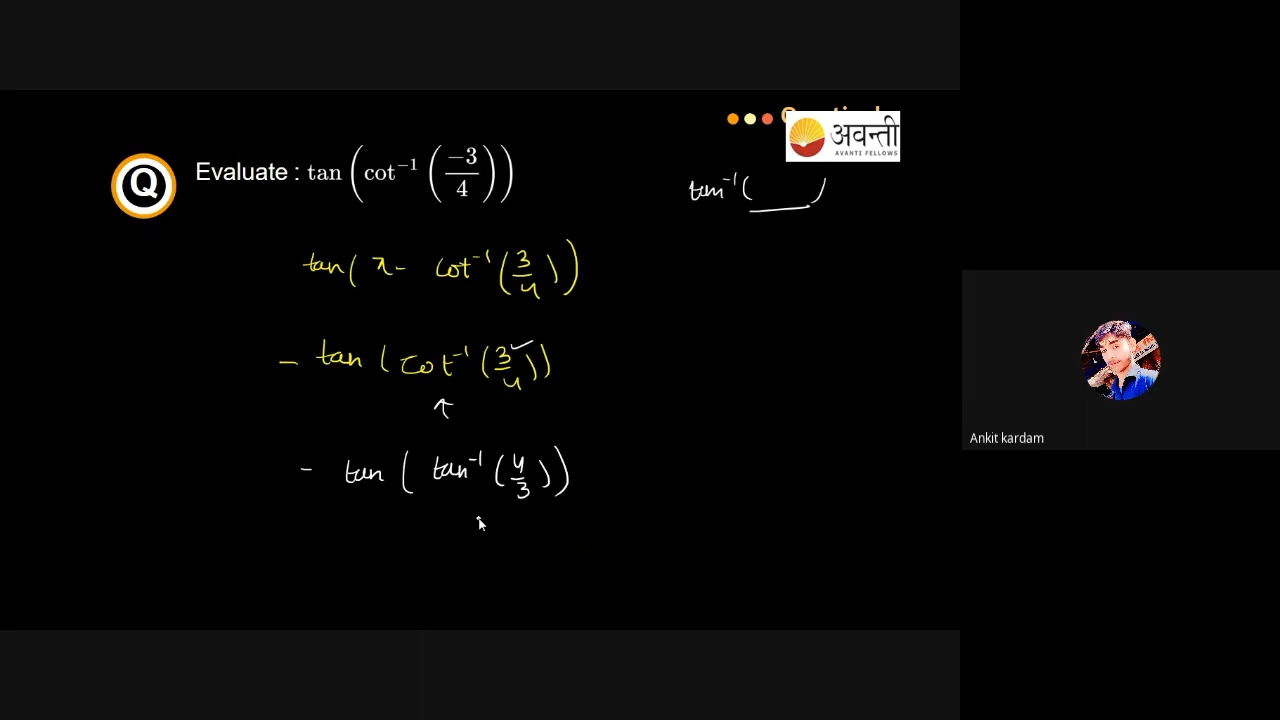 अवन्ती
AVANTI FELLOWS
Q
Evaluate : tan(cot⁻¹(−3/4))
tan⁻¹( )
tan( π - cot⁻¹(3/4))
- tan (cot⁻¹(3/4))
- tan (tan⁻¹(4/3))
Ankit kardam